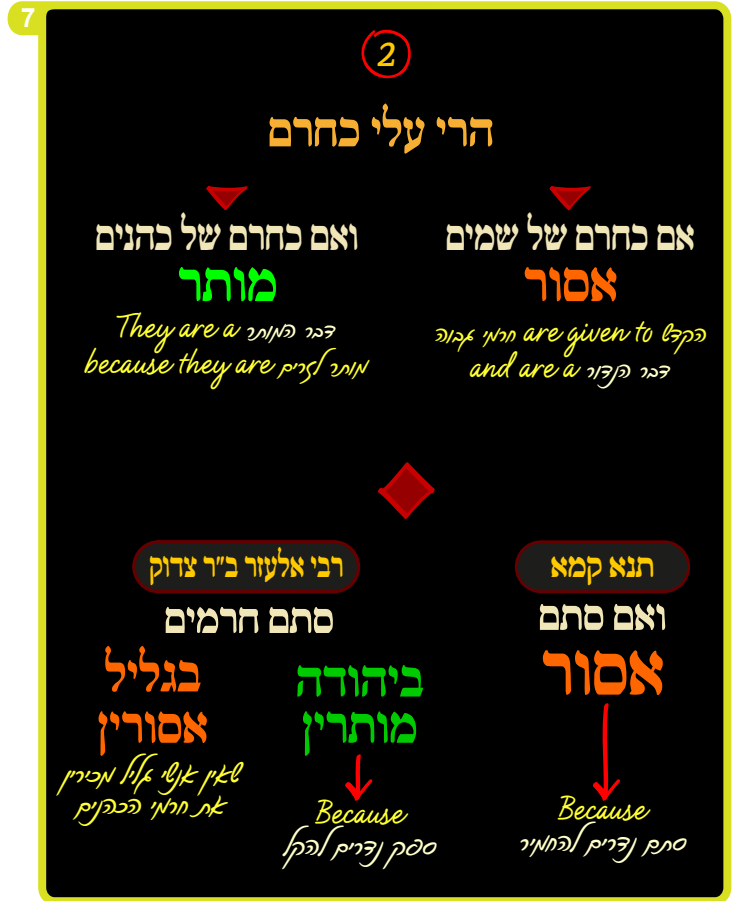 7
2
הרי עלי כחרם
אם כחרם של שמים
אסור
חרמי גבוה are given to הקדש
and are a דבר הנדור
ואם כחרם של כהנים
מותר
They are a דבר המותר
because they are מותר לזרים
תנא קמא
ואם סתם
אסור
Because
סתם נדרים להחמיר
רבי אלעזר ב״ר צדוק
סתם חרמים
ביהודה
מותרין
Because
ספק נדרים להקל
בגליל
אסורין
שאין אנשי גליל מכירין
את חרמי הכהנים